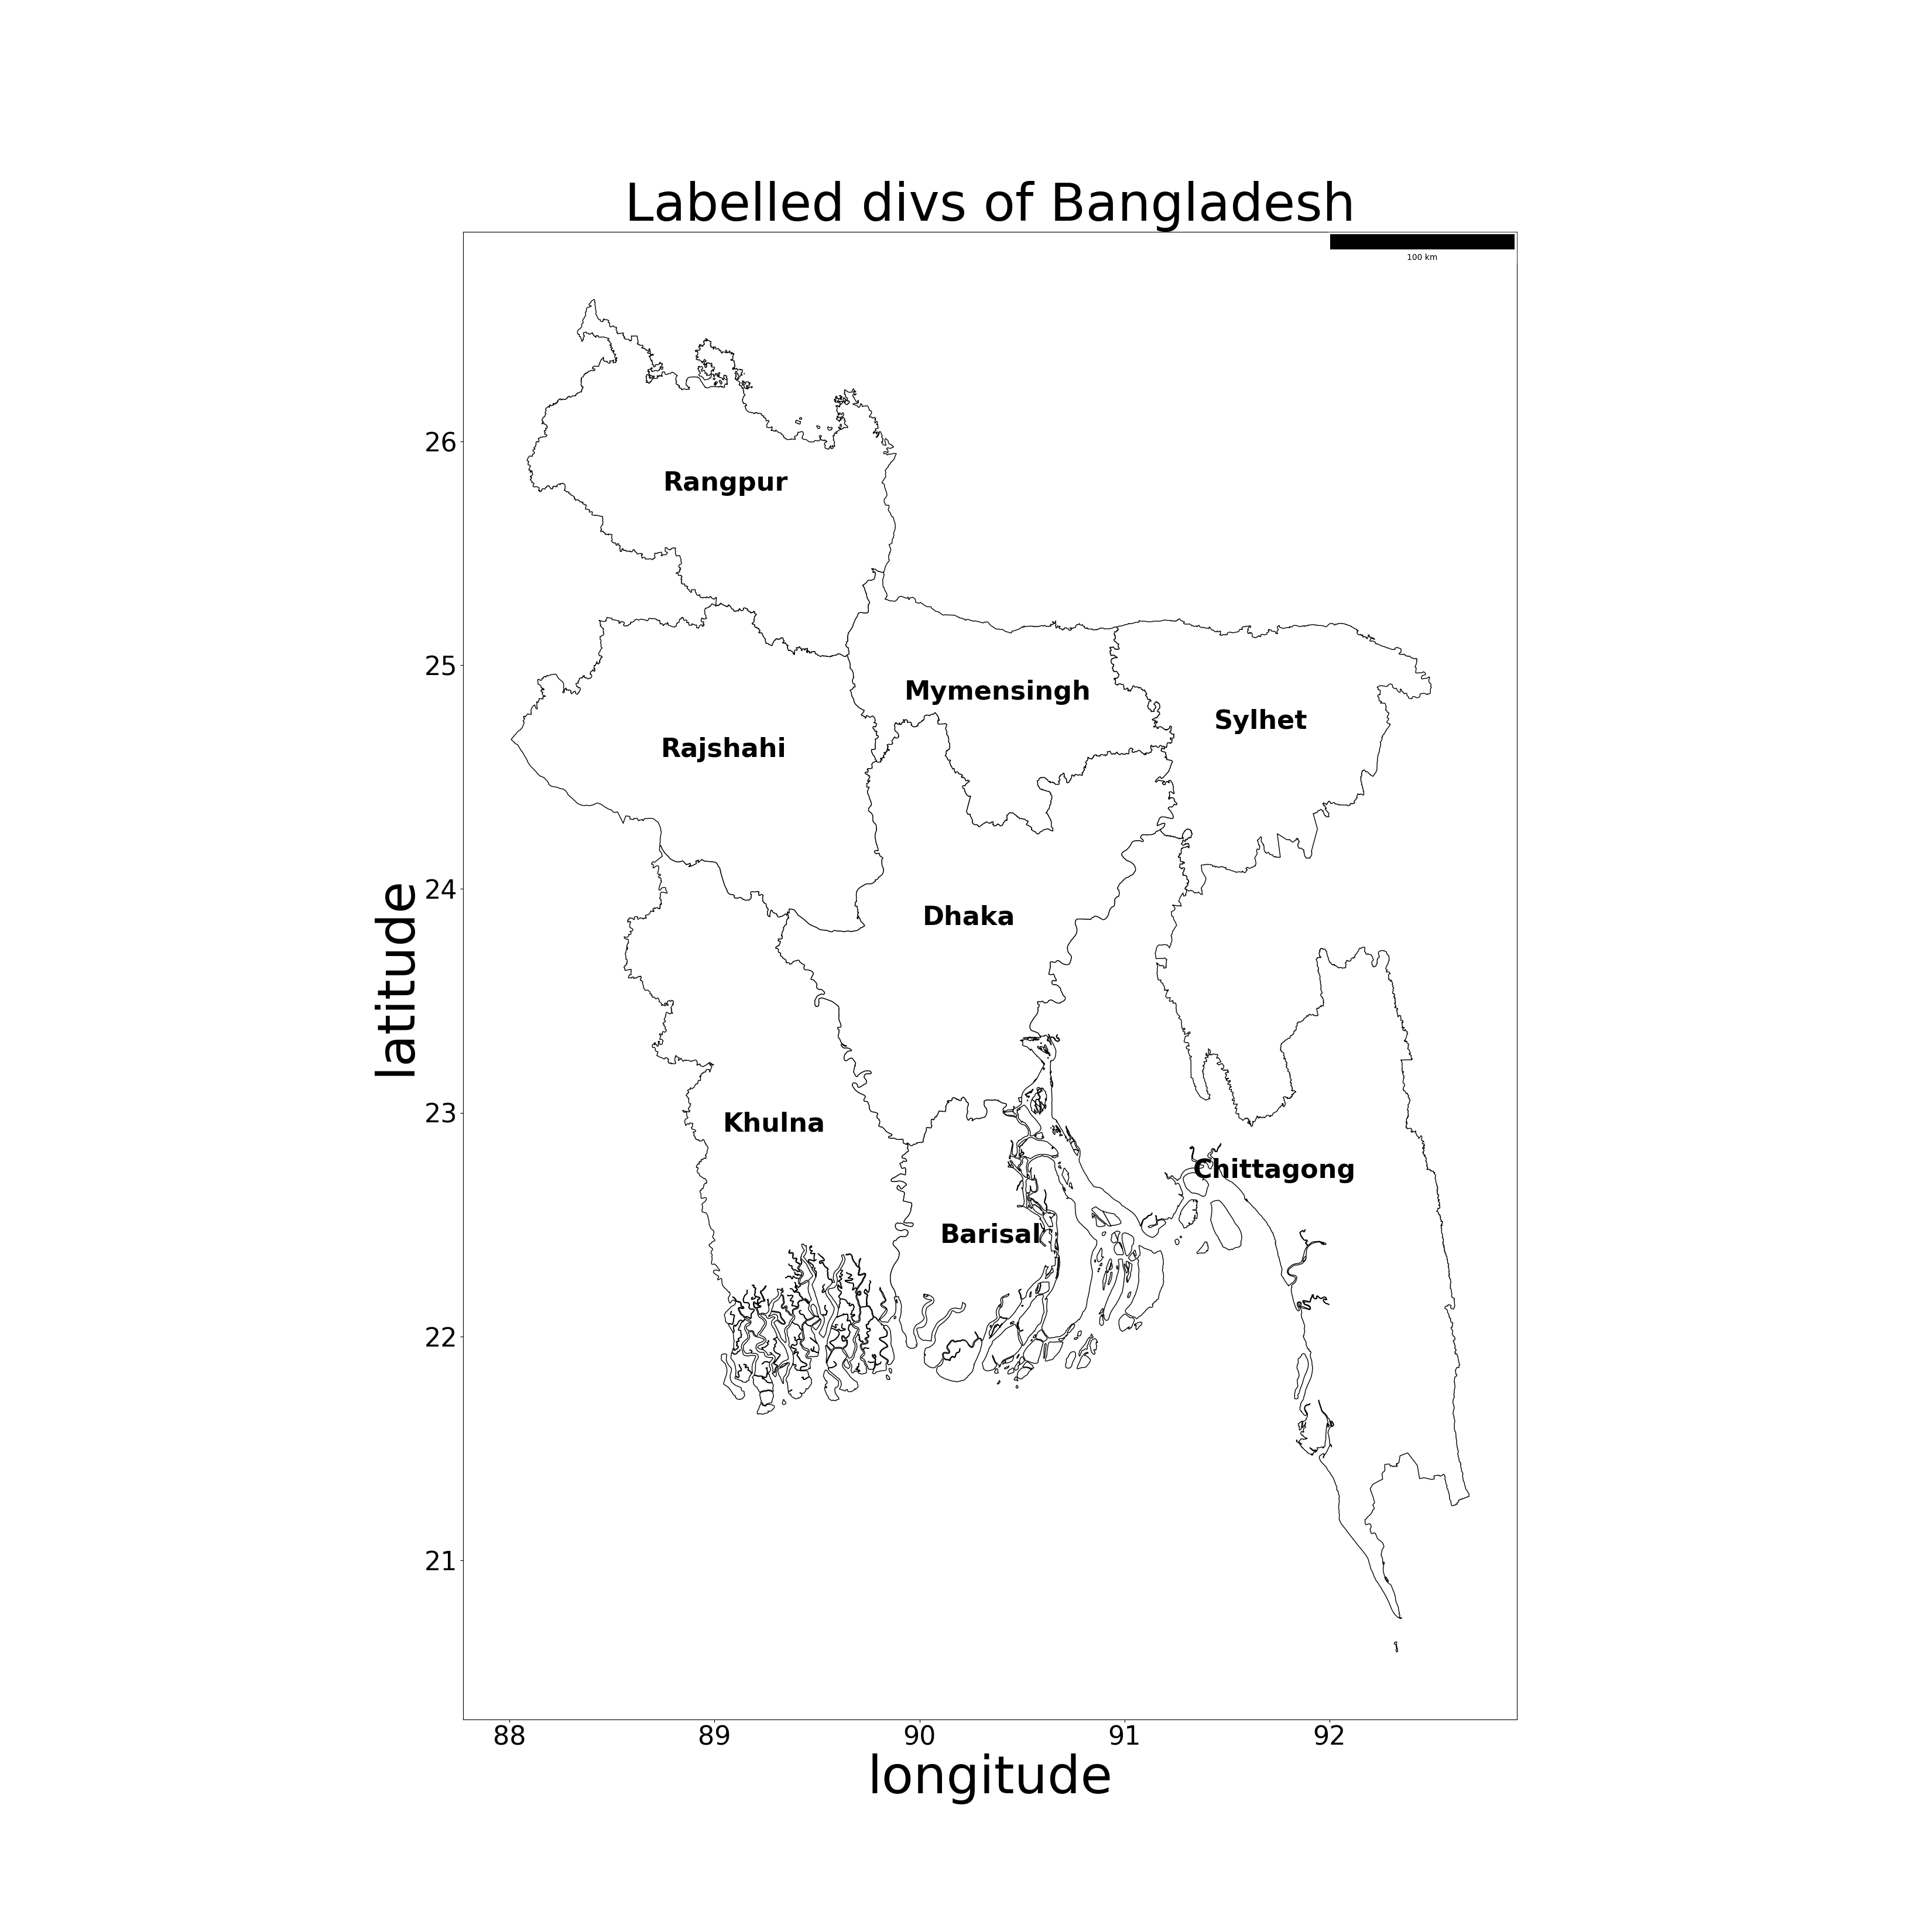 Labelled divs of Bangladesh
100 km
26
Rangpur
25
Mymensingh
Sylhet
Rajshahi
24
Dhaka
latitude
23
Khulna
Chittagong
Barisal
22
21
88 89 90 91 92
longitude